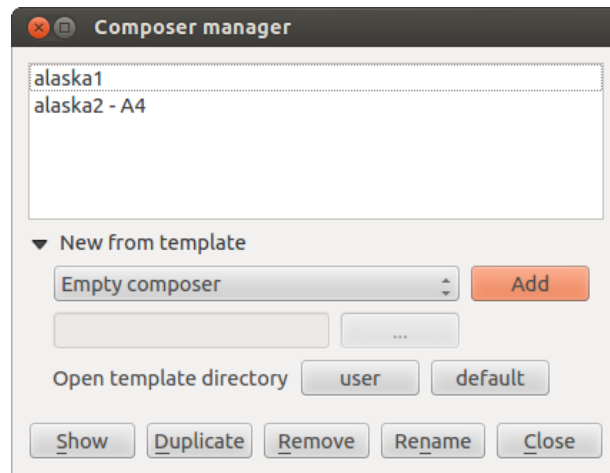 Composer manager
alaska1
alaska2 - A4
New from template
Empty composer Add
...
Open template directory user default
Show Duplicate Remove Rename Close